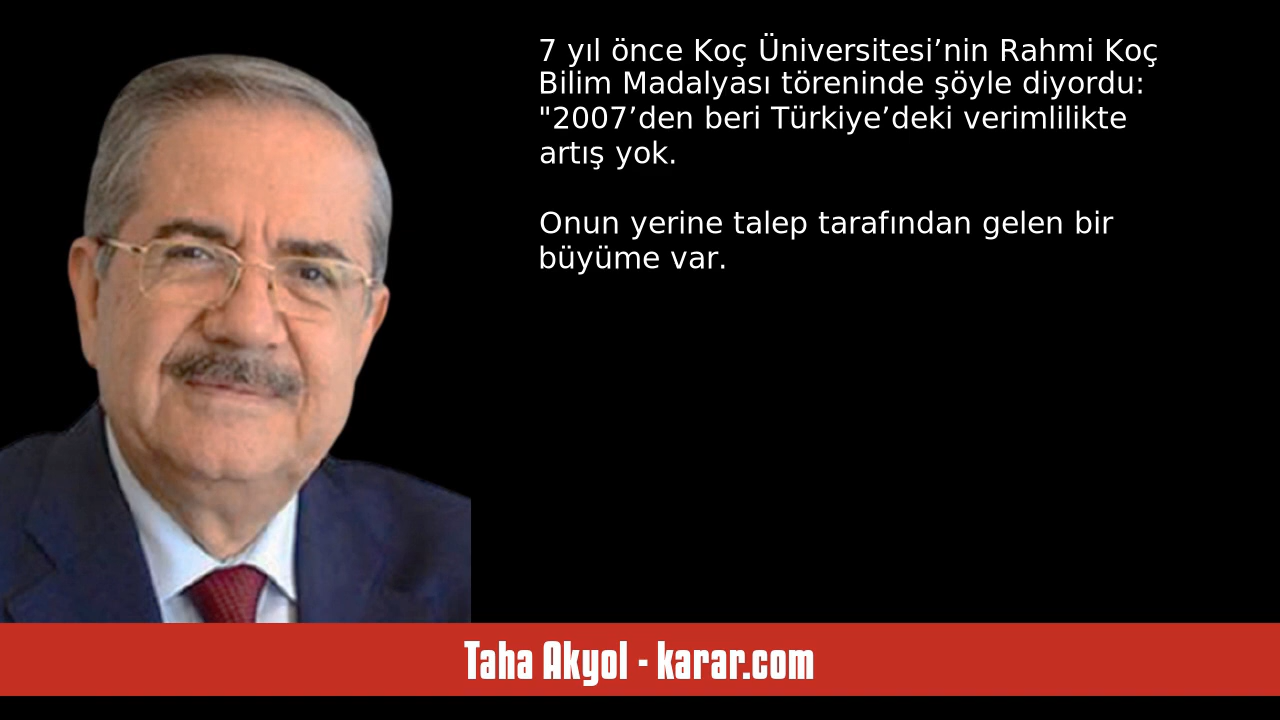 7 yıl önce Koç Üniversitesi’nin Rahmi Koç
Bilim Madalyası töreninde şöyle diyordu:
"2007’den beri Türkiye’deki verimlilikte
artış yok.
Onun yerine talep tarafından gelen bir
büyüme var.
Taha Akyol - karar.com